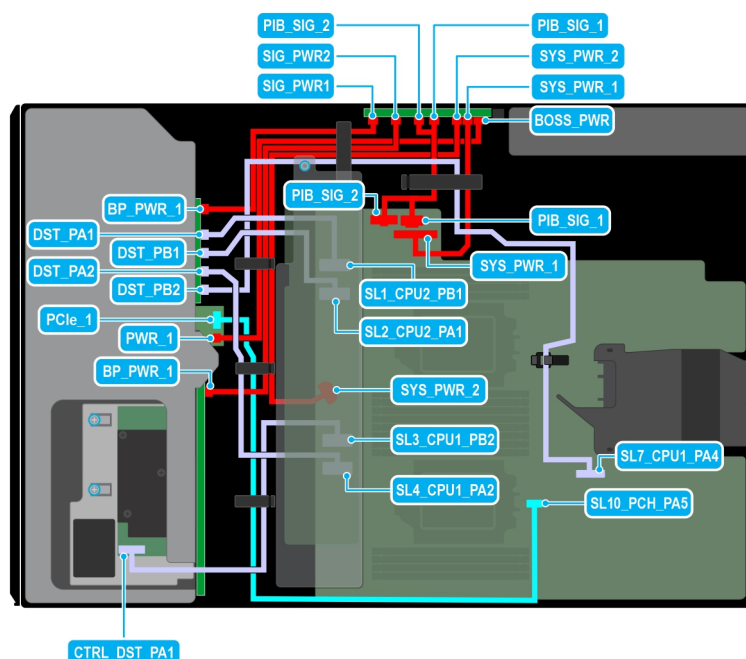 PIB_SIG_2
PIB_SIG_1
SIG_PWR2
SYS_PWR_2
SIG_PWR1
SYS_PWR_1
BOSS_PWR
BP_PWR_1
PIB_SIG_2
PIB_SIG_1
DST_PA1
DST_PB1
SYS_PWR_1
DST_PA2
DST_PB2
SL1_CPU2_PB1
PCIe_1
SL2_CPU2_PA1
PWR_1
BP_PWR_1
SYS_PWR_2
SL3_CPU1_PB2
SL7_CPU1_PA4
SL4_CPU1_PA2
SL10_PCH_PA5
CTRL_DST_PA1